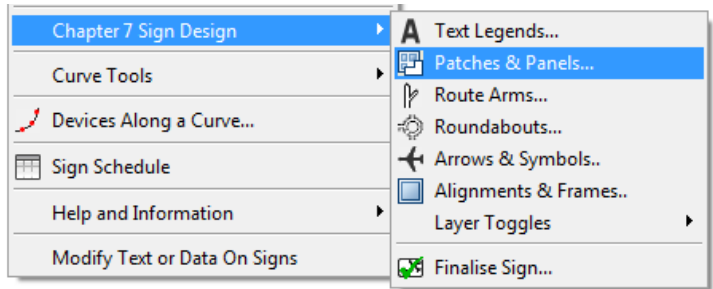 Chapter 7 Sign Design
Curve Tools
Devices Along a Curve...
Sign Schedule
Help and Information
Modify Text or Data On Signs
Text Legends...
Patches & Panels...
Route Arms...
Roundabouts...
Arrows & Symbols..
Alignments & Frames..
Layer Toggles
Finalise Sign...